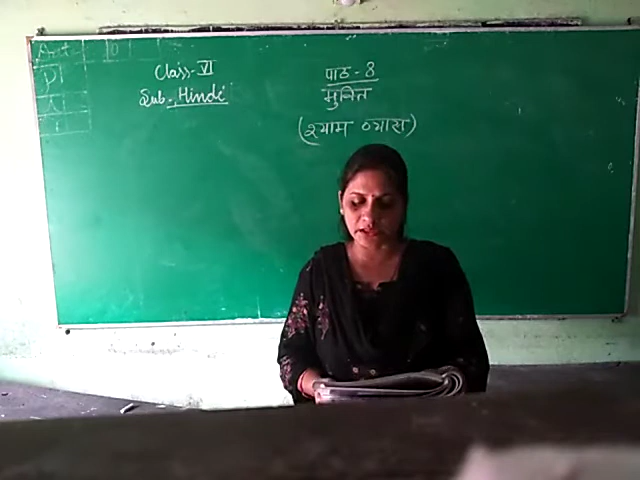 Class - VI
Sub. - Hindi
पाठ - 8
मुनित
(श्याम व्यास)